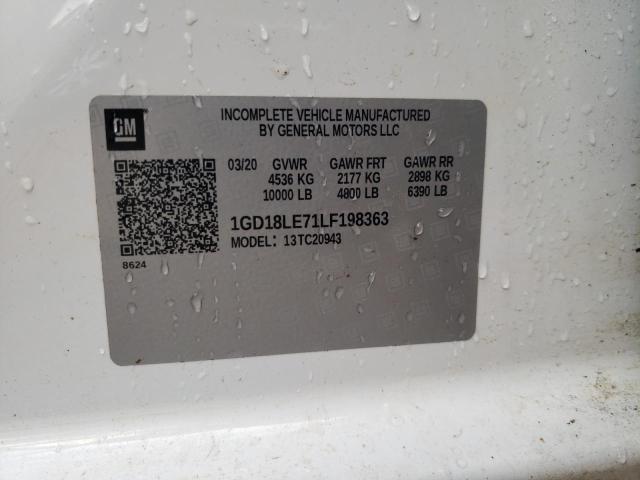 GM
INCOMPLETE VEHICLE MANUFACTURED
BY GENERAL MOTORS LLC
03/20 GVWR GAWR FRT GAWR RR
4536 KG 2177 KG 2898 KG
10000 LB 4800 LB 6390 LB
1GD18LE71LF198363
MODEL: 13TC20943
8624